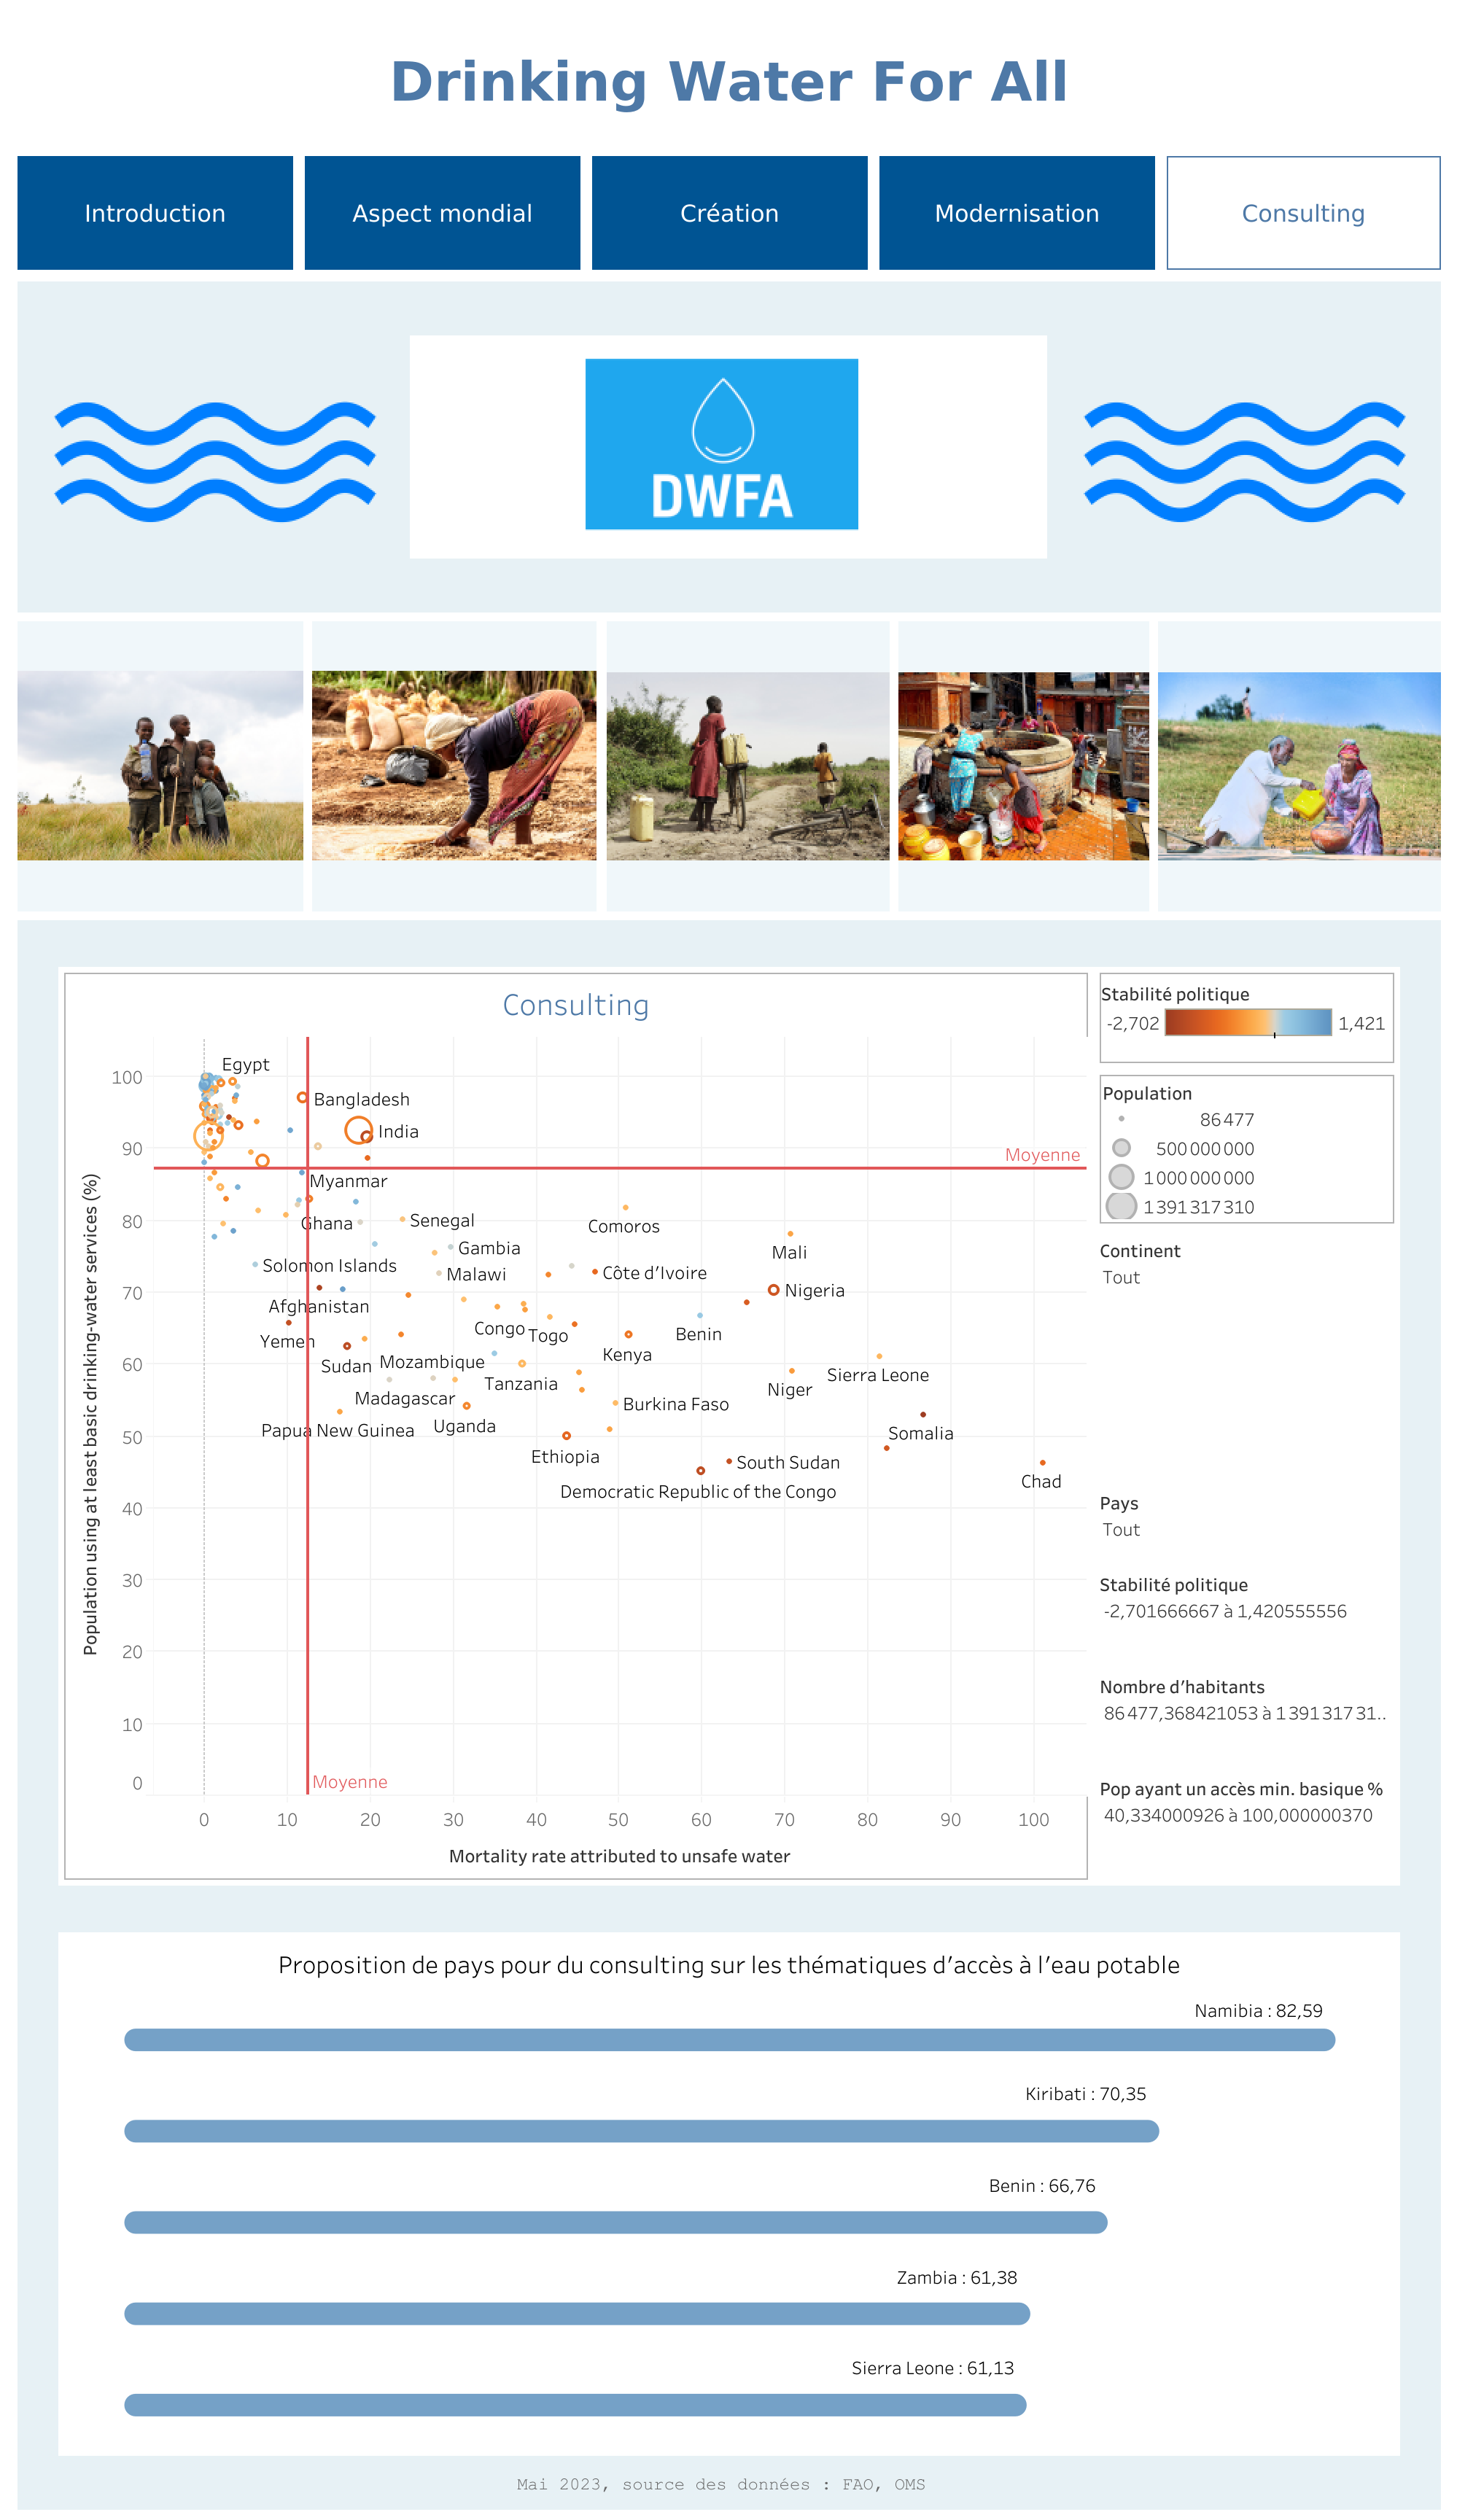 Drinking Water For All
Introduction
Aspect mondial
Création
Modernisation
Consulting
DWFA
Consulting
Population using at least basic drinking-water services (%)
100
90
80
70
60
50
40
30
20
10
0
Egypt
Bangladesh
India
Moyenne
Myanmar
Ghana
Senegal
Comoros
Gambia
Mali
Solomon Islands
Malawi
Côte d’Ivoire
Nigeria
Afghanistan
Congo
Togo
Benin
Yemen
Kenya
Sudan
Mozambique
Sierra Leone
Tanzania
Niger
Madagascar
Burkina Faso
Papua New Guinea
Uganda
Somalia
Ethiopia
South Sudan
Chad
Democratic Republic of the Congo
Moyenne
0 10 20 30 40 50 60 70 80 90 100
Mortality rate attributed to unsafe water
Stabilité politique
-2,702 1,421
Population
86 477
500 000 000
1 000 000 000
1 391 317 310
Continent
Tout
Pays
Tout
Stabilité politique
-2,701666667 à 1,420555556
Nombre d’habitants
86 477,368421053 à 1 391 317 31..
Pop ayant un accès min. basique %
40,334000926 à 100,000000370
Proposition de pays pour du consulting sur les thématiques d’accès à l’eau potable
Namibia : 82,59
Kiribati : 70,35
Benin : 66,76
Zambia : 61,38
Sierra Leone : 61,13
Mai 2023, source des données : FAO, OMS